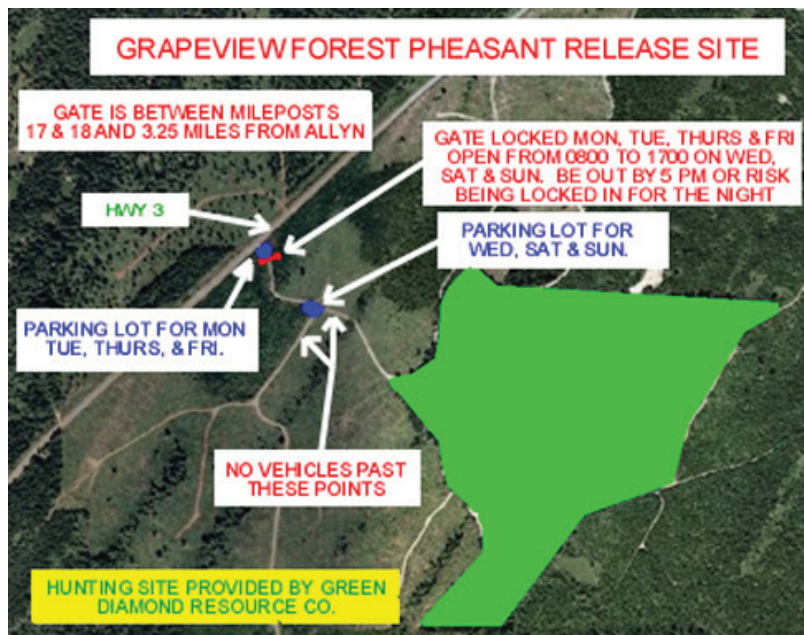 GRAPEVIEW FOREST PHEASANT RELEASE SITE
GATE IS BETWEEN MILEPOSTS
17 & 18 AND 3.25 MILES FROM ALLYN
GATE LOCKED MON, TUE, THURS & FRI
OPEN FROM 0800 TO 1700 ON WED,
SAT & SUN. BE OUT BY 5 PM OR RISK
BEING LOCKED IN FOR THE NIGHT
HWY 3
PARKING LOT FOR
WED, SAT & SUN.
PARKING LOT FOR MON
TUE, THURS, & FRI.
NO VEHICLES PAST
THESE POINTS
HUNTING SITE PROVIDED BY GREEN
DIAMOND RESOURCE CO.